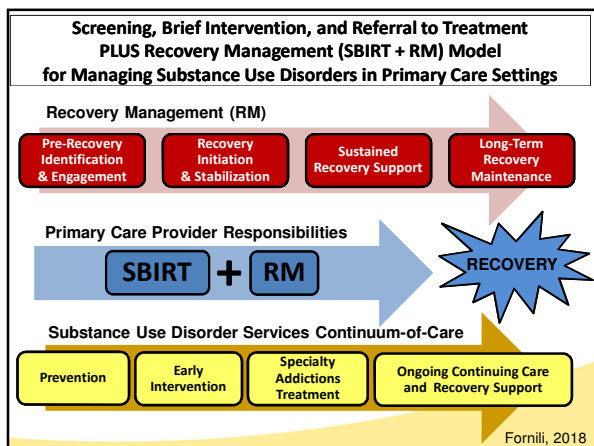 Screening, Brief Intervention, and Referral to Treatment
PLUS Recovery Management (SBIRT + RM) Model
for Managing Substance Use Disorders in Primary Care Settings
Recovery Management (RM)
Pre-Recovery
Identification
& Engagement
Recovery
Initiation
& Stabilization
Sustained
Recovery Support
Long-Term
Recovery
Maintenance
Primary Care Provider Responsibilities
SBIRT + RM
RECOVERY
Substance Use Disorder Services Continuum-of-Care
Prevention
Early
Intervention
Specialty
Addictions
Treatment
Ongoing Continuing Care
and Recovery Support
Fornili, 2018